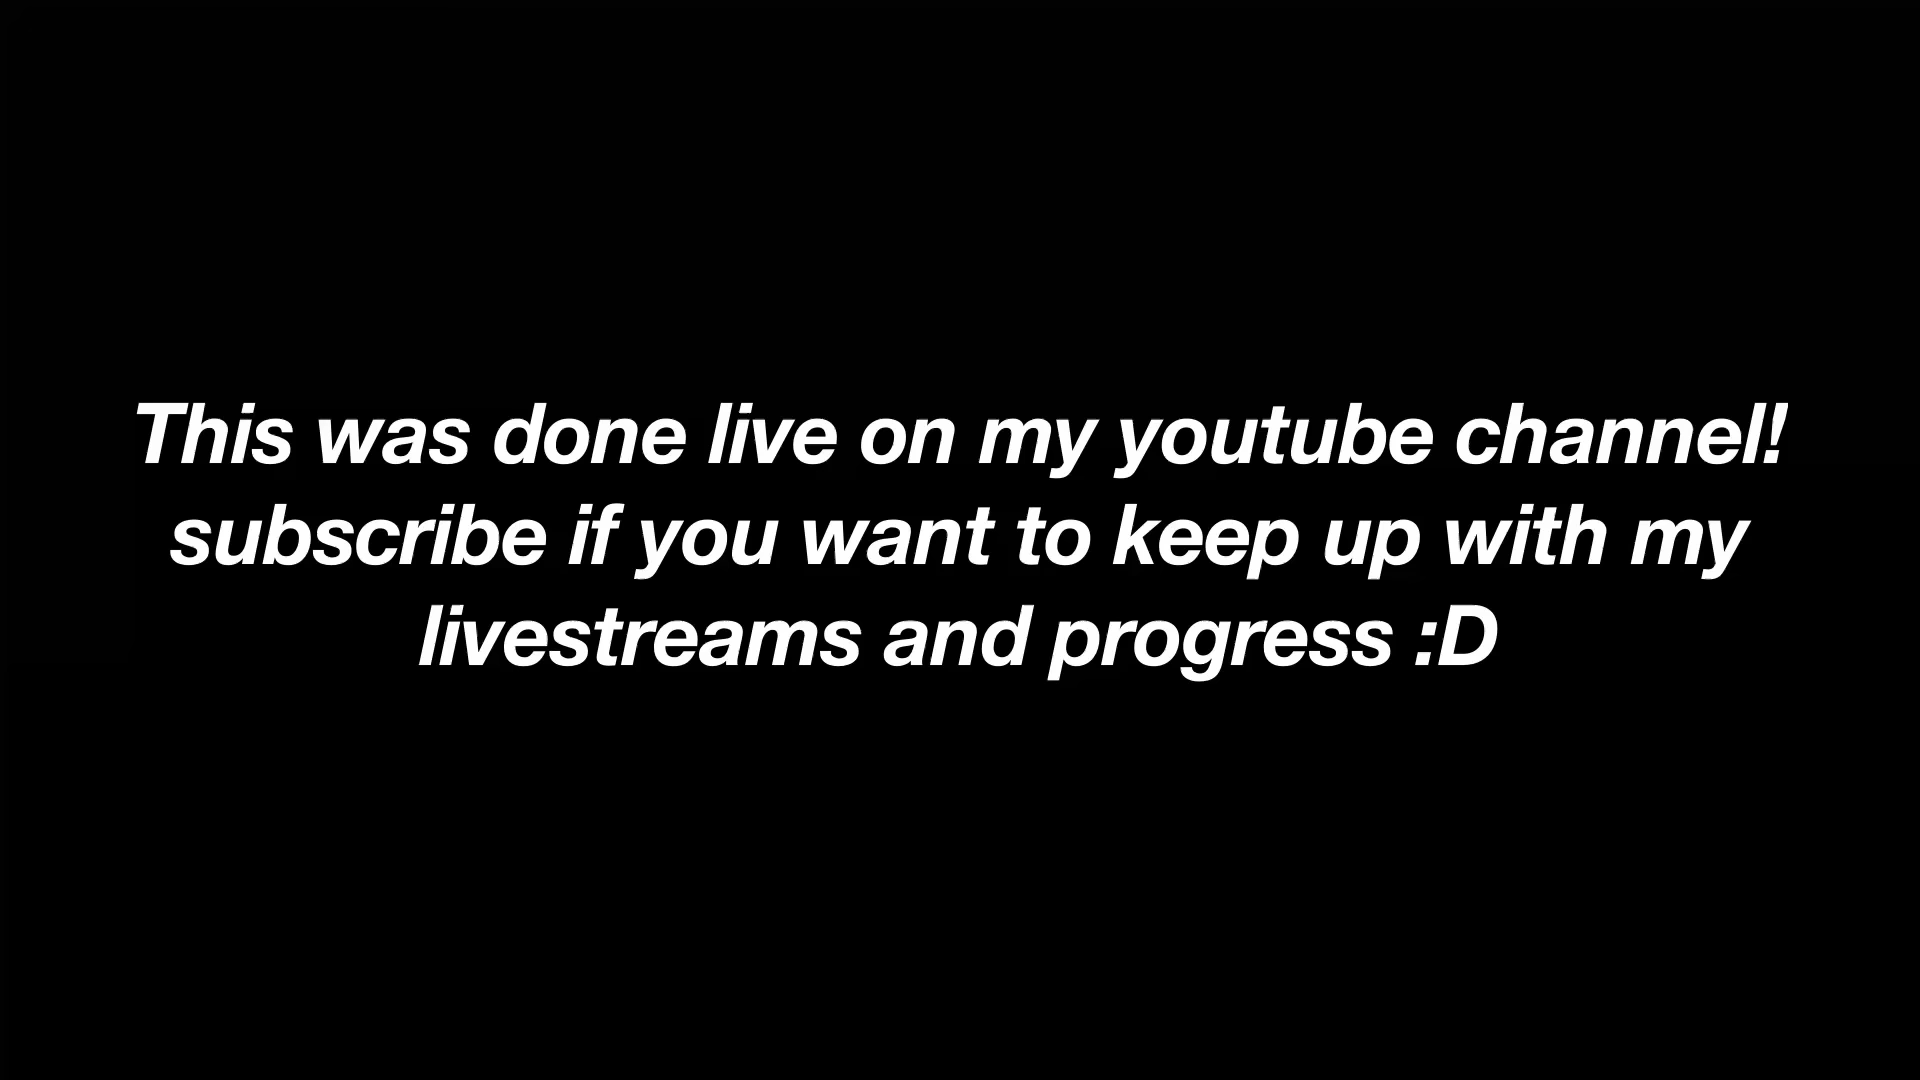 This was done live on my youtube channel!
subscribe if you want to keep up with my
livestreams and progress :D